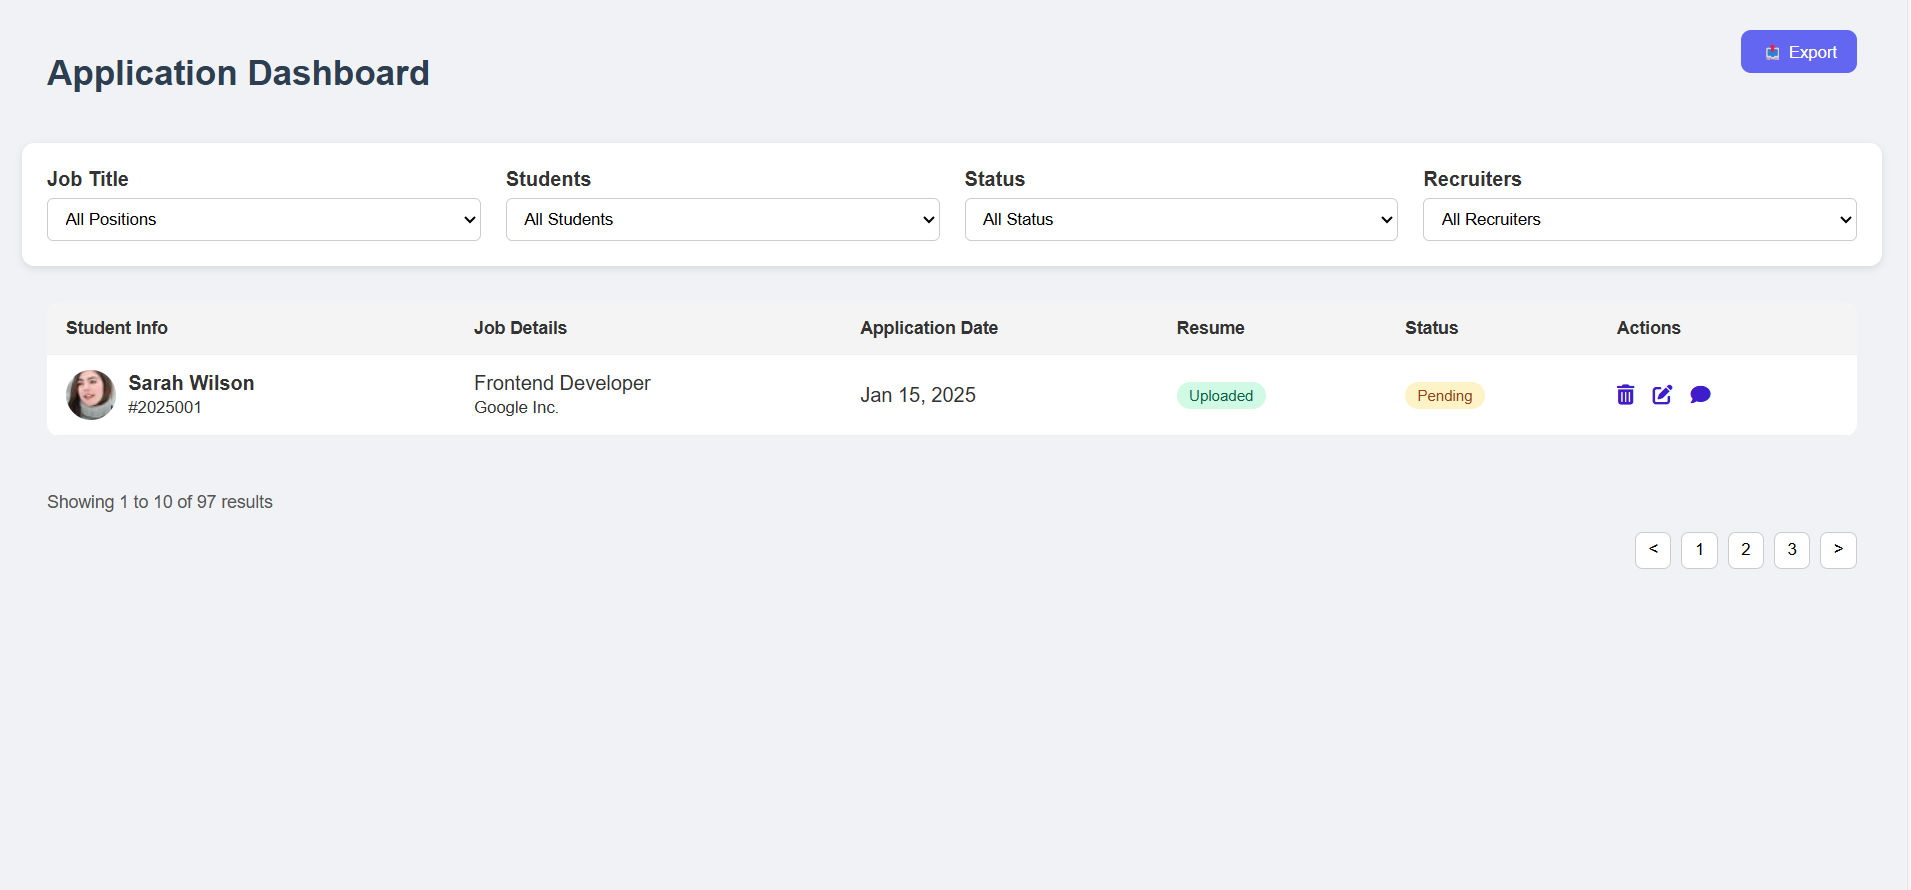 Application Dashboard
Export
Job Title
Students
Status
Recruiters
All Positions
All Students
All Status
All Recruiters
Student Info
Job Details
Application Date
Resume
Status
Actions
Sarah Wilson
#2025001
Frontend Developer
Google Inc.
Jan 15, 2025
Uploaded
Pending
Showing 1 to 10 of 97 results
< 1 2 3 >